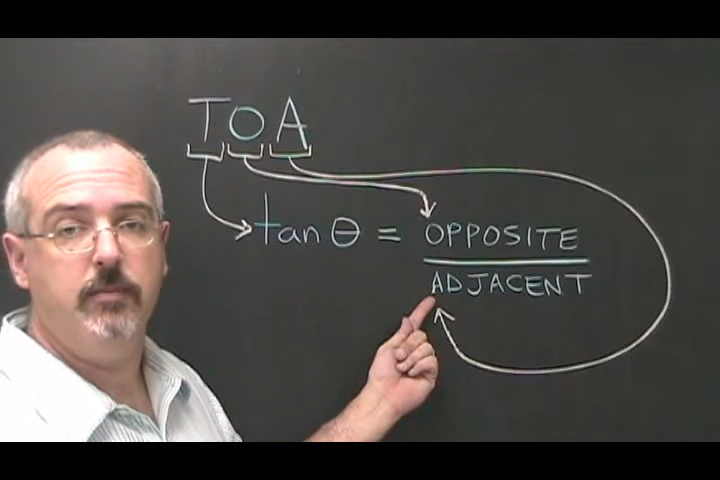 TOA
tan θ = OPPOSITE
ADJACENT